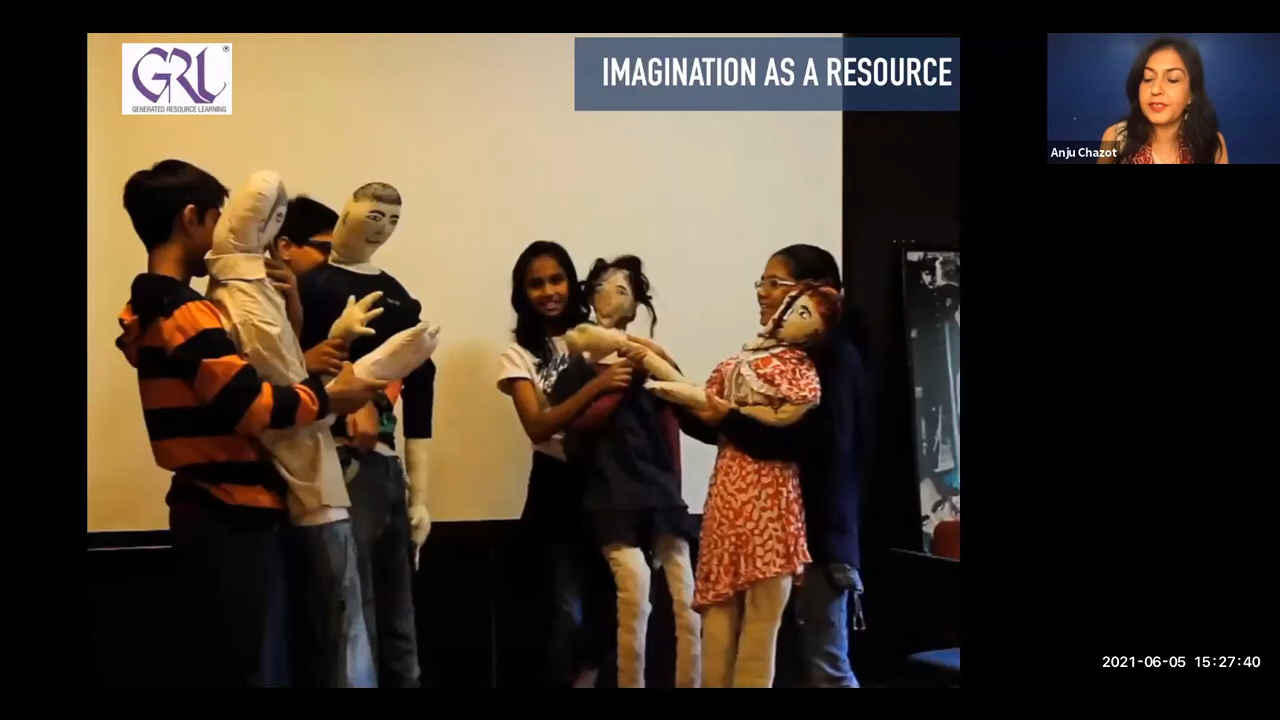 GRL®
GENERATED RESOURCE LEARNING
IMAGINATION AS A RESOURCE
Anju Chazot
2021-06-05 15:27:40